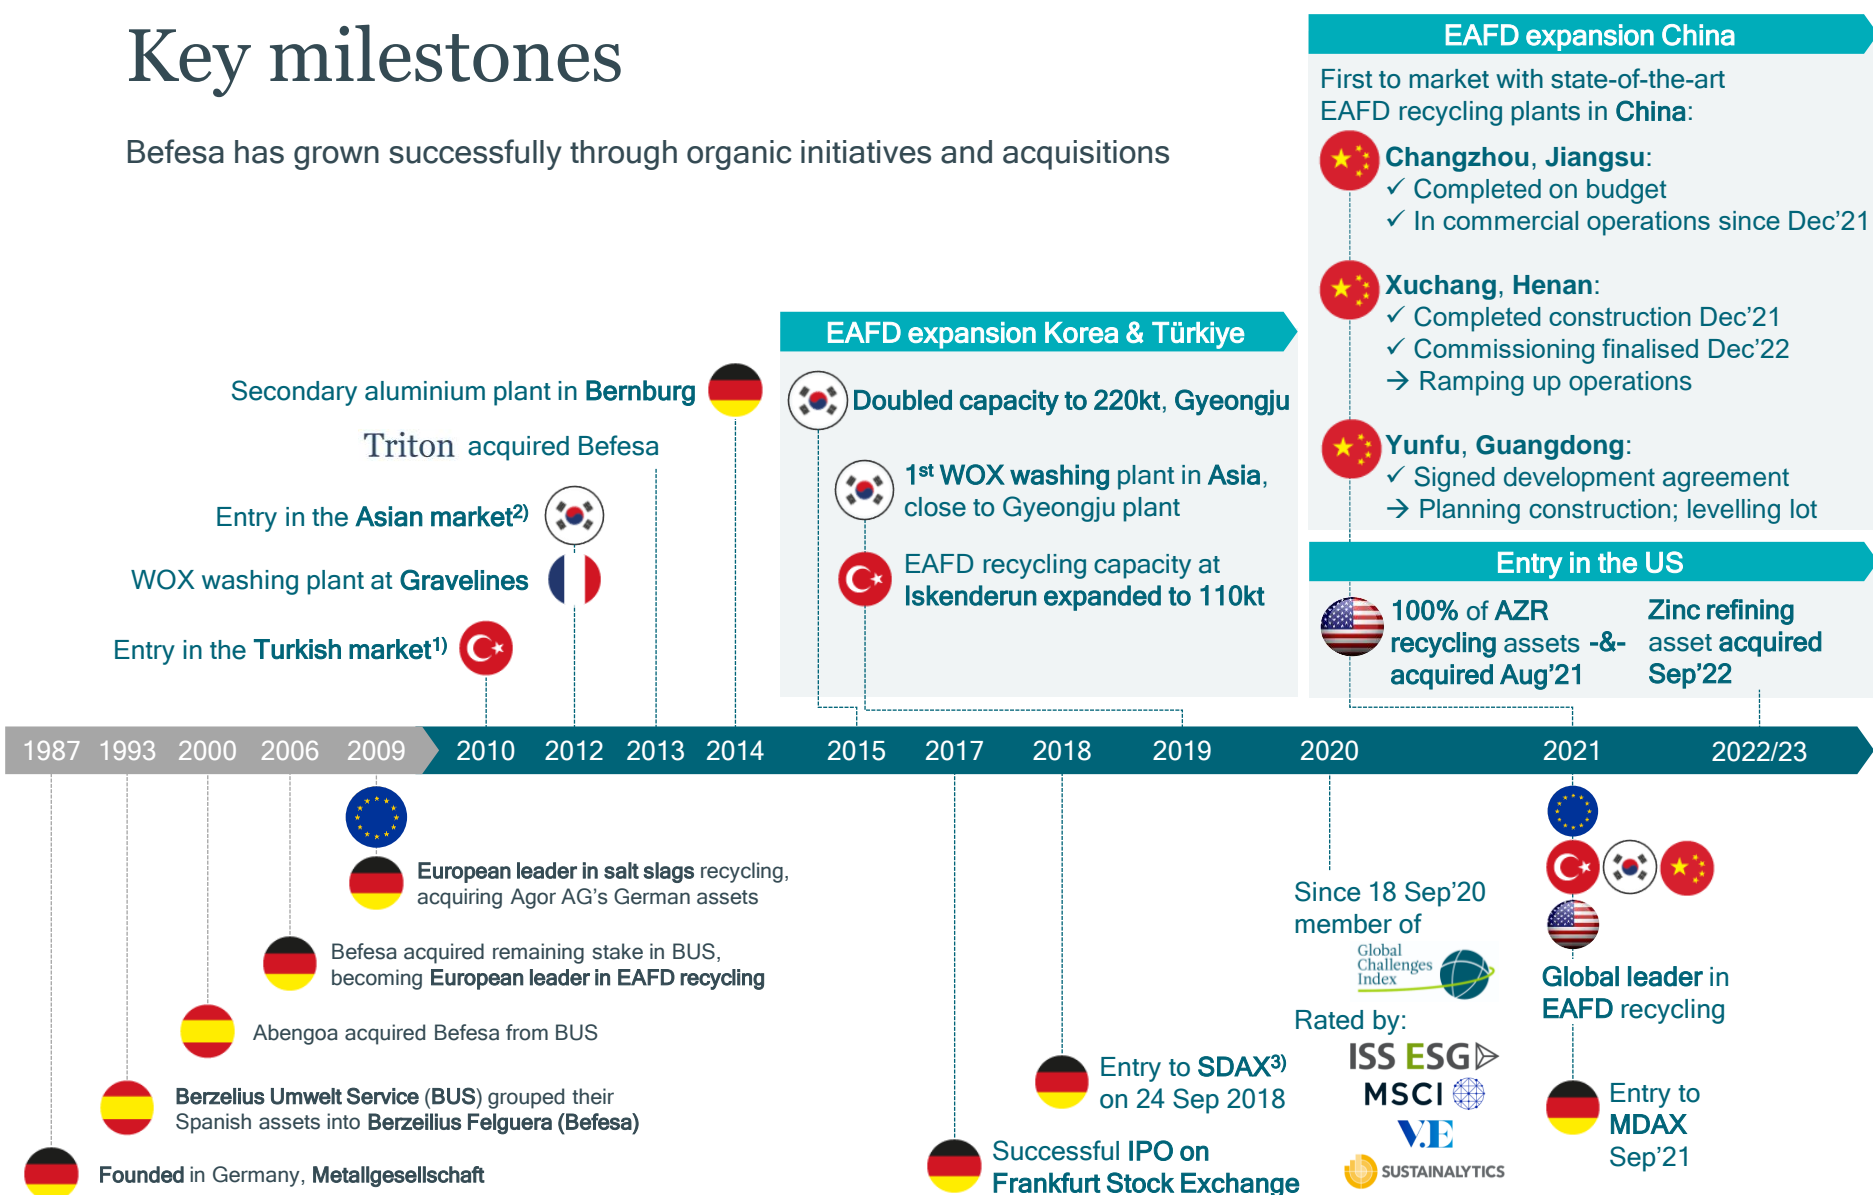 Key milestones
Befesa has grown successfully through organic initiatives and acquisitions
EAFD expansion China
First to market with state-of-the-art
EAFD recycling plants in China:
Changzhou, Jiangsu:
✓ Completed on budget
✓ In commercial operations since Dec’21
Xuchang, Henan:
✓ Completed construction Dec’21
✓ Commissioning finalised Dec’22
→ Ramping up operations
Yunfu, Guangdong:
✓ Signed development agreement
→ Planning construction; levelling lot
Entry in the US
100% of AZR
recycling assets -&-
acquired Aug’21
Zinc refining
asset acquired
Sep’22
EAFD expansion Korea & Türkiye
Doubled capacity to 220kt, Gyeongju
1st WOX washing plant in Asia,
close to Gyeongju plant
EAFD recycling capacity at
Iskenderun expanded to 110kt
Secondary aluminium plant in Bernburg
Triton acquired Befesa
Entry in the Asian market2)
WOX washing plant at Gravelines
Entry in the Turkish market1)
1987 1993 2000 2006 2009 2010 2012 2013 2014 2015 2017 2018 2019 2020 2021 2022/23
European leader in salt slags recycling,
acquiring Agor AG’s German assets
Befesa acquired remaining stake in BUS,
becoming European leader in EAFD recycling
Abengoa acquired Befesa from BUS
Berzelius Umwelt Service (BUS) grouped their
Spanish assets into Berzeilius Felguera (Befesa)
Founded in Germany, Metallgesellschaft
Successful IPO on
Frankfurt Stock Exchange
Entry to SDAX3)
on 24 Sep 2018
Since 18 Sep’20
member of
Global
Challenges
Index
Rated by:
ISS ESG
MSCI
V.E
SUSTAINALYTICS
Global leader in
EAFD recycling
Entry to
MDAX
Sep’21